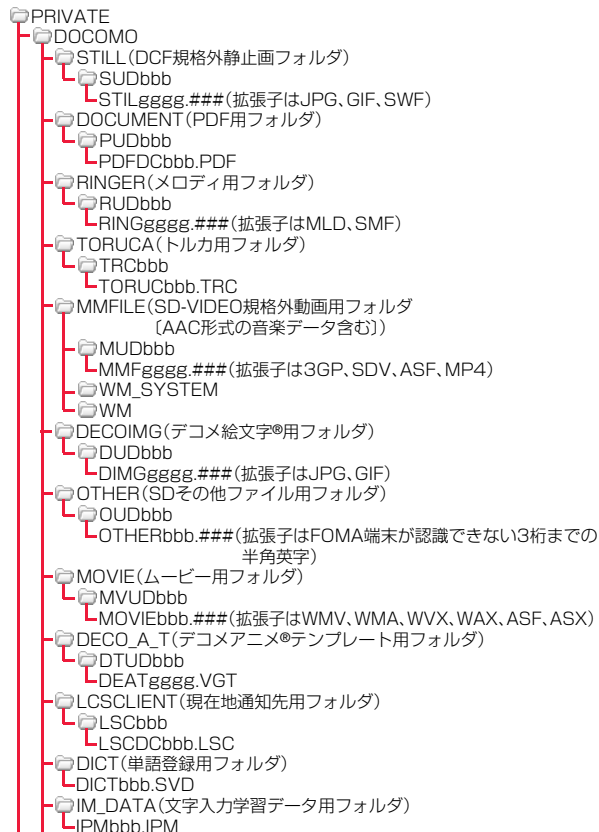 PRIVATE
DOCOMO
STILL(DCF規格外静止画フォルダ)
SUDbbb
STILgggg.###(拡張子はJPG、GIF、SWF)
DOCUMENT(PDF用フォルダ)
PUDbbb
PDFDCbbb.PDF
RINGER(メロディ用フォルダ)
RUDbbb
RINGgggg.###(拡張子はMLD、SMF)
TORUCA(トルカ用フォルダ)
TRCbbb
TORUCbbb.TRC
MMFILE(SD-VIDEO規格外動画用フォルダ
〔AAC形式の音楽データ含む〕)
MUDbbb
MMFgggg.###(拡張子は3GP、SDV、ASF、MP4)
WM_SYSTEM
WM
DECOIMG(デコメ絵文字®用フォルダ)
DUDbbb
DIMGgggg.###(拡張子はJPG、GIF)
OTHER(SDその他ファイル用フォルダ)
OUDbbb
OTHERbbb.###(拡張子はFOMA端末が認識できない3桁までの
半角英字)
MOVIE(ムービー用フォルダ)
MVUDbbb
MOVIEbbb.###(拡張子はWMV、WMA、WVX、WAX、ASF、ASX)
DECO_A_T(デコメアニメ®テンプレート用フォルダ)
DTUDbbb
DEATgggg.VGT
LCSCLIENT(現在地通知先用フォルダ)
LSCbbb
LSCDCbbb.LSC
DICT(単語登録用フォルダ)
DICTbbb.SVD
IM_DATA(文字入力学習データ用フォルダ)
IPMbbb.IPM